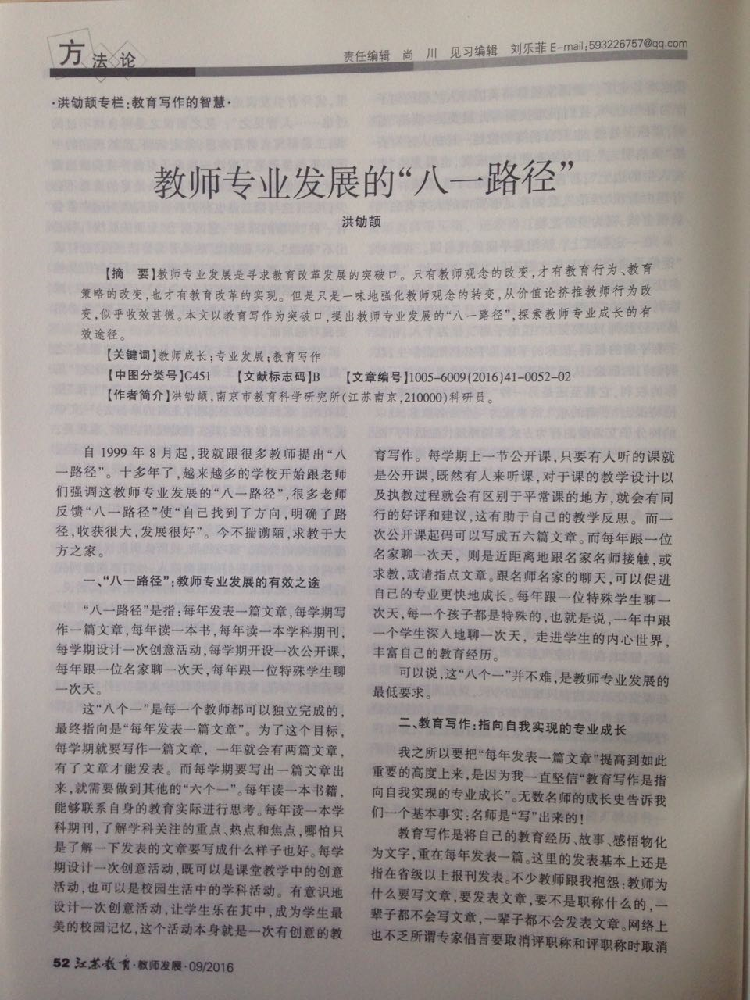 方法论
责任编辑 尚 川 见习编辑 刘乐菲 E-mail:593226757@qq.com
·洪劬颉专栏:教育写作的智慧·
教师专业发展的“八一路径”
洪劬颉
【摘 要】教师专业发展是寻求教育改革发展的突破口。只有教师观念的改变,才有教育行为、教育
策略的改变,也才有教育改革的实现。但是只是一味地强化教师观念的转变,从价值论挤推教师行为改
变,似乎收效甚微。本文以教育写作为突破口,提出教师专业发展的“八一路径”,探索教师专业成长的有
效途径。
【关键词】教师成长;专业发展;教育写作
【中图分类号】G451 【文献标志码】B 【文章编号】1005-6009(2016)41-0052-02
【作者简介】洪劬颉,南京市教育科学研究所(江苏南京,210000)科研员。
自 1999 年 8 月起,我就跟很多教师提出“八
一路径”。十多年了,越来越多的学校开始跟老师
们强调这教师专业发展的“八一路径”,很多老师
反馈“八一路径”使“自己找到了方向,明确了路
径,收获很大,发展很好”。今不揣谫陋,求教于大
方之家。
一、“八一路径”:教师专业发展的有效之途
“八一路径”是指:每年发表一篇文章,每学期写
作一篇文章,每年读一本书,每年读一本学科期刊,
每学期设计一次创意活动,每学期开设一次公开课,
每年跟一位名家聊一次天,每年跟一位特殊学生聊
一次天。
这“八个一”是每一个教师都可以独立完成的,
最终指向是“每年发表一篇文章”。为了这个目标,
每学期就要写作一篇文章,一年就会有两篇文章,
有了文章才能发表。而每学期要写出一篇文章出
来,就需要做到其他的“六个一”。每年读一本书籍,
能够联系自身的教育实际进行思考。每年读一本学
科期刊,了解学科关注的重点、热点和焦点,哪怕只
是了解一下发表的文章要写成什么样子也好。每学
期设计一次创意活动,既可以是课堂教学中的创意
活动,也可以是校园生活中的学科活动。有意识地
设计一次创意活动,让学生乐在其中,成为学生最
美的校园记忆,这个活动本身就是一次有创意的教
育写作。每学期上一节公开课,只要有人听的课就
是公开课,既然有人来听课,对于课的教学设计以
及执教过程就会有区别于平常课的地方,就会有同
行的好评和建议,这有助于自己的教学反思。而一
次公开课起码可以写成五六篇文章。而每年跟一位
名家聊一次天,则是近距离地跟名家名师接触,或
求教,或请指点文章。跟名师名家的聊天,可以促进
自己的专业更快地成长。每年跟一位特殊学生聊一
次天,每一个孩子都是特殊的,也就是说,一年中跟
一个学生深入地聊一次天,走进学生的内心世界,
丰富自己的教育经历。
可以说,这“八个一”并不难,是教师专业发展的
最低要求。
二、教育写作:指向自我实现的专业成长
我之所以要把“每年发表一篇文章”提高到如此
重要的高度上来,是因为我一直坚信“教育写作是指
向自我实现的专业成长”。无数名师的成长史告诉我
们一个基本事实:名师是“写”出来的!
教育写作是将自己的教育经历、故事、感悟物化
为文字,重在每年发表一篇。这里的发表基本上还是
指在省级以上报刊发表。不少教师跟我抱怨:教师为
什么要写文章,要发表文章,要不是职称什么的,一
辈子都不会写文章,一辈子都不会发表文章。网络上
也不乏所谓专家倡言要取消评职称和评职称时取消
52 江苏教育·教师发展·09/2016